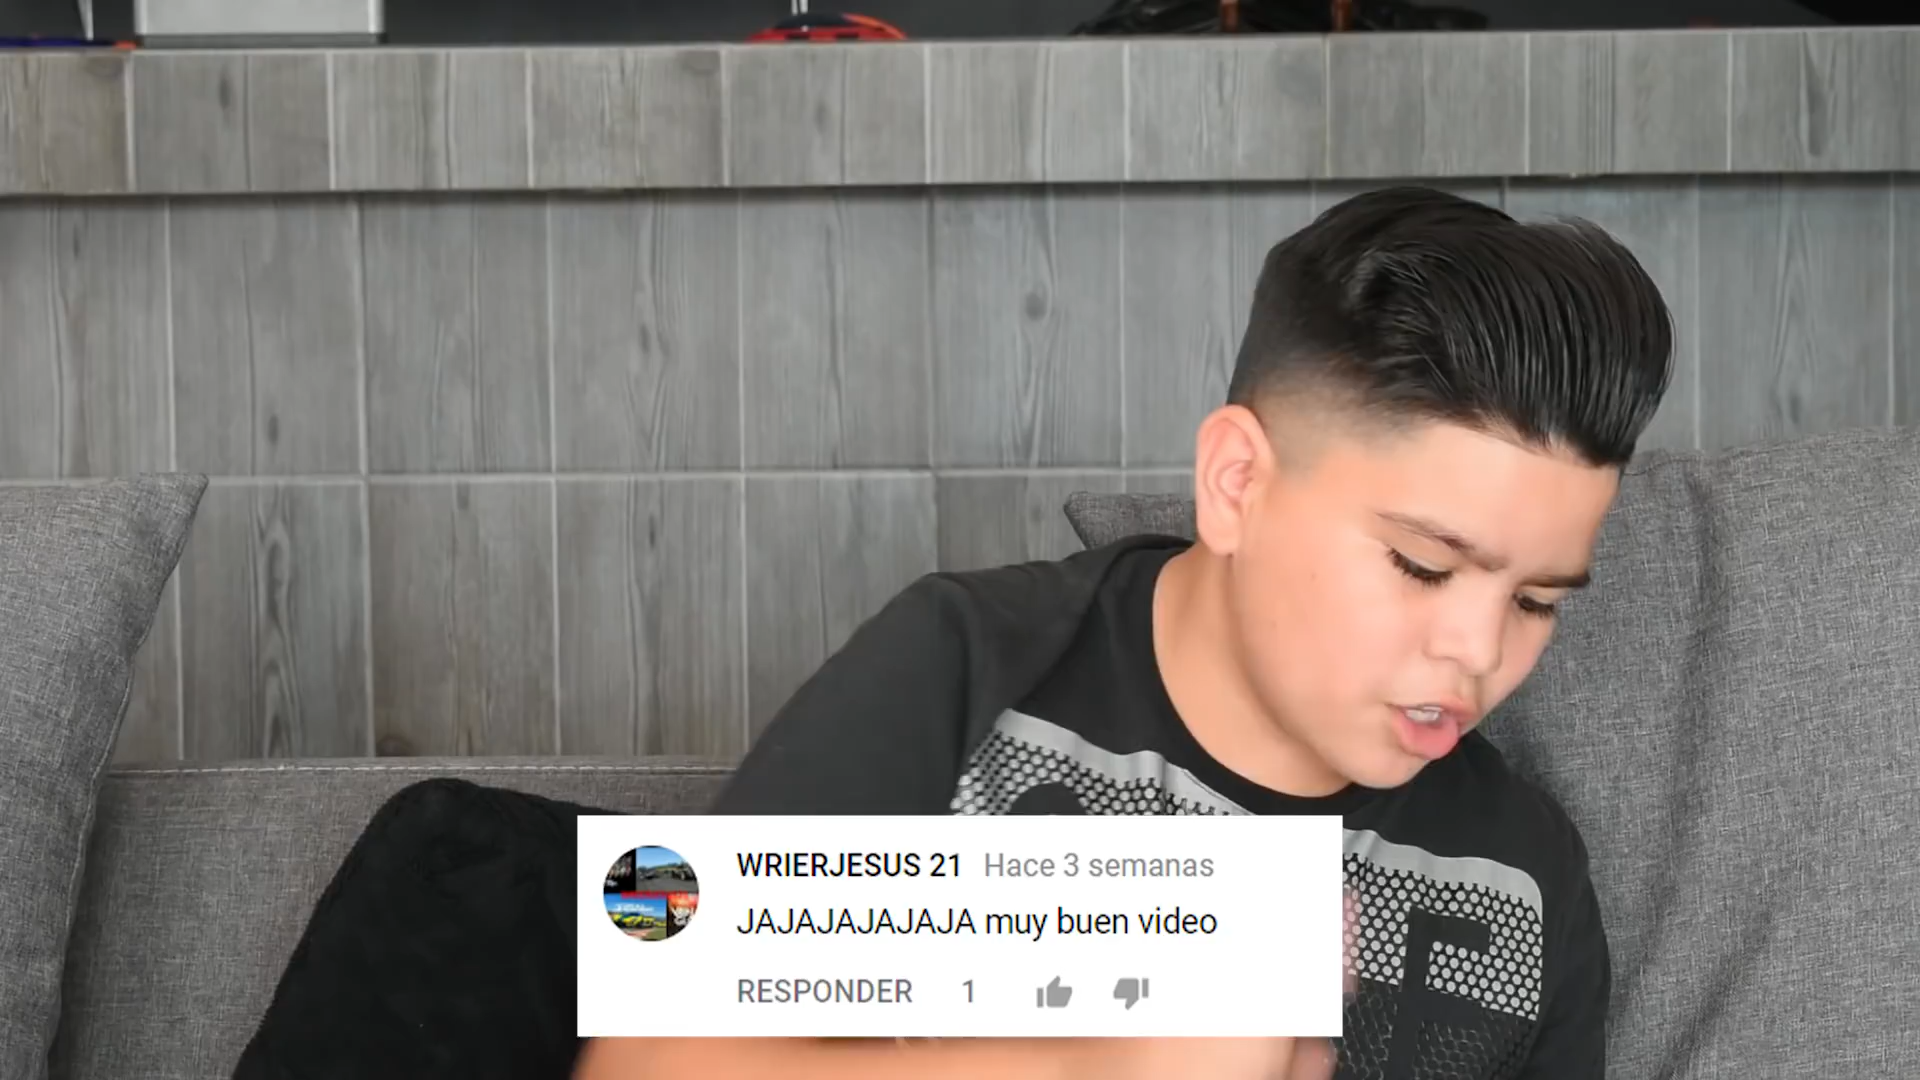 WRIERJESUS 21 Hace 3 semanas
JAJAJAJAJAJA muy buen video
RESPONDER 1